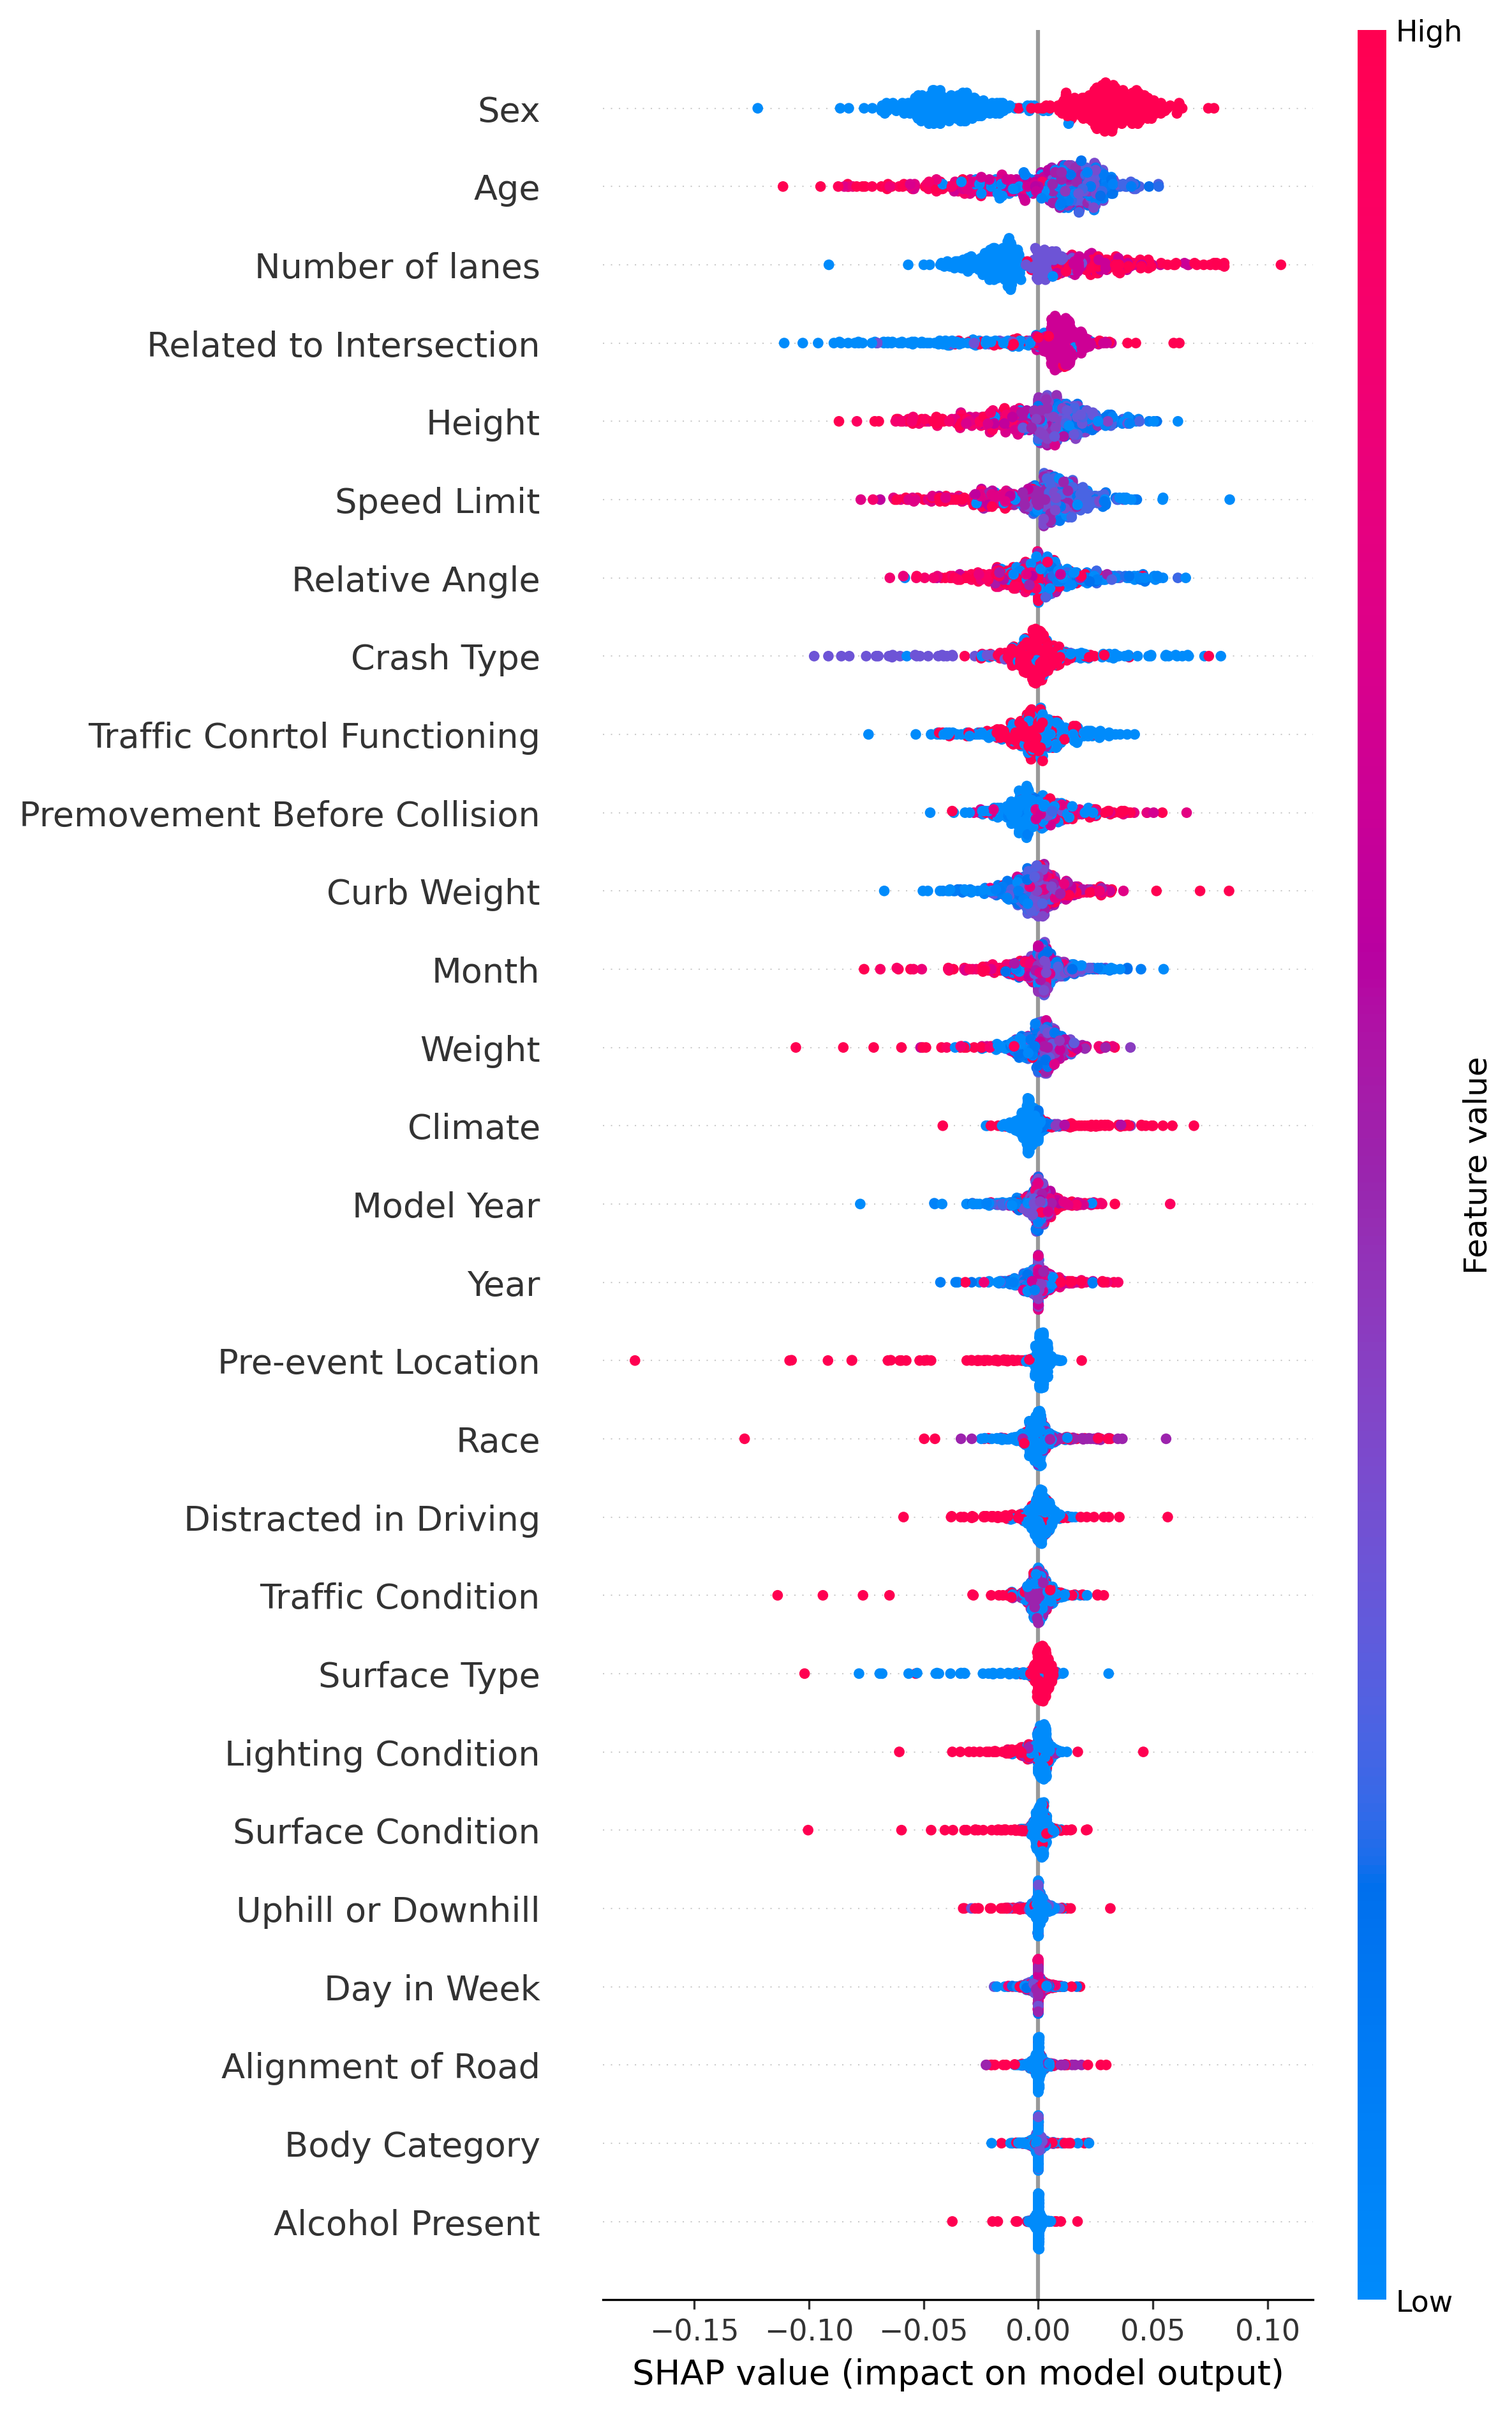 High
Sex
Age
Number of lanes
Related to Intersection
Height
Speed Limit
Relative Angle
Crash Type
Traffic Conrtol Functioning
Premovement Before Collision
Curb Weight
Month
Weight
Climate
Model Year
Year
Pre-event Location
Race
Distracted in Driving
Traffic Condition
Surface Type
Lighting Condition
Surface Condition
Uphill or Downhill
Day in Week
Alignment of Road
Body Category
Alcohol Present
Feature value
Low
−0.15 −0.10 −0.05 0.00 0.05 0.10
SHAP value (impact on model output)